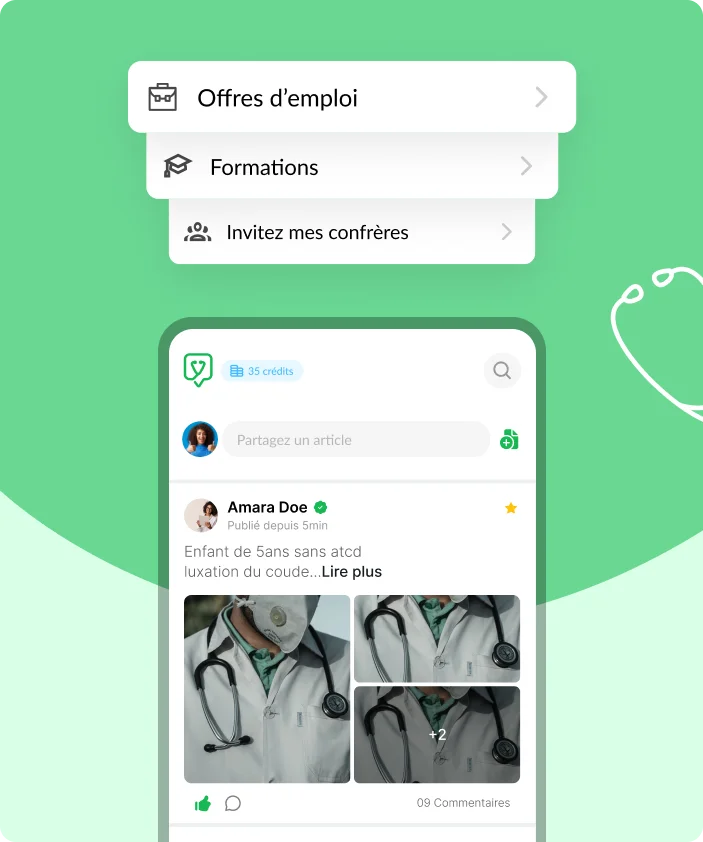 Offres d’emploi
Formations
Invitez mes confrères
35 crédits
Partagez un article
Amara Doe
Publié depuis 5min
Enfant de 5ans sans atcd
luxation du coude...Lire plus
+2
09 Commentaires